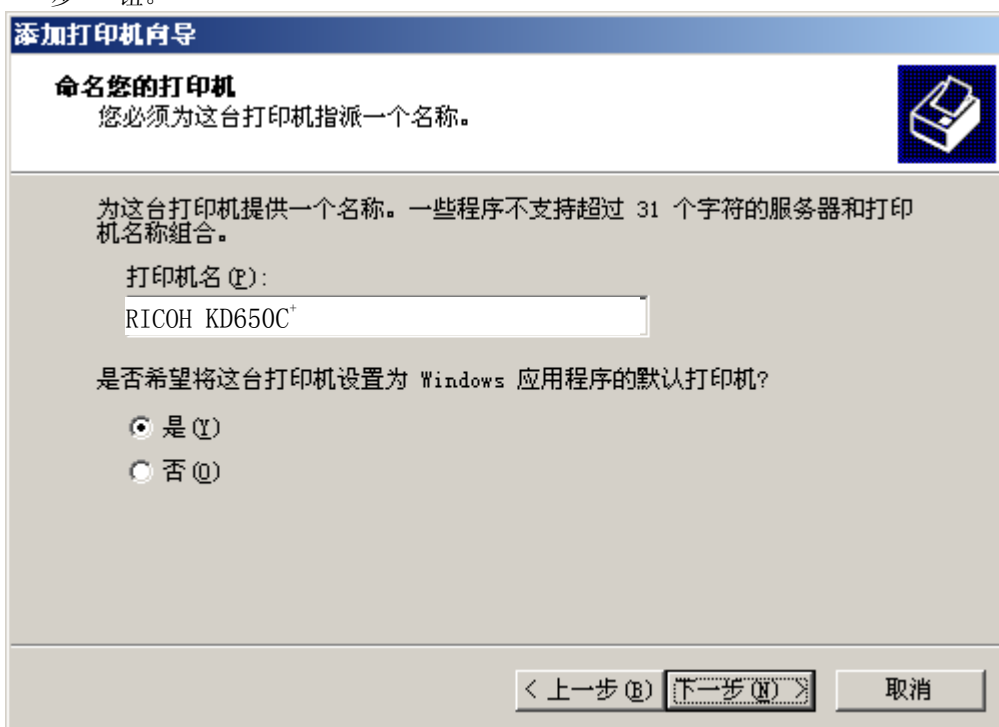 步 钮。
添加打印机向导
命名您的打印机
您必须为这台打印机指派一个名称。
为这台打印机提供一个名称。一些程序不支持超过 31 个字符的服务器和打印
机名称组合。
打印机名(P):
RICOH KD650C+
是否希望将这台打印机设置为 Windows 应用程序的默认打印机?
是(Y)
否(O)
< 上一步(B) 下一步(N) > 取消